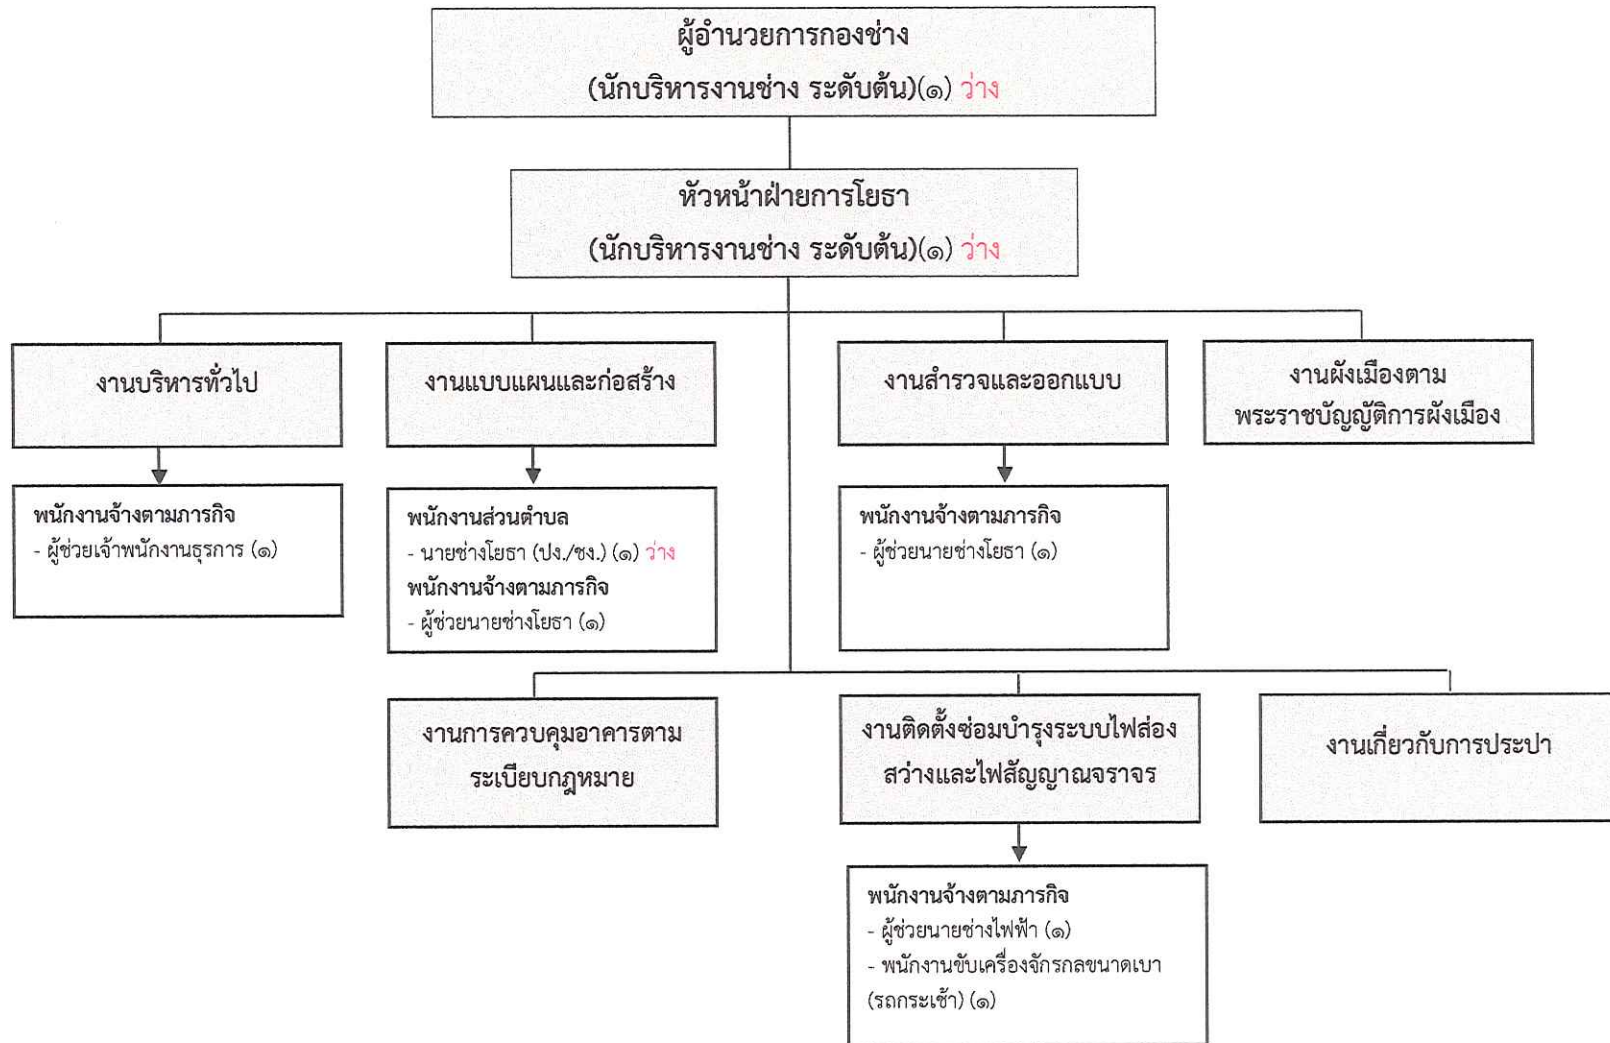 ผู้อำนวยการกองช่าง
(นักบริหารงานช่าง ระดับต้น)(๑) ว่าง
หัวหน้าฝ่ายการโยธา
(นักบริหารงานช่าง ระดับต้น)(๑) ว่าง
งานบริหารทั่วไป
งานแบบแผนและก่อสร้าง
งานสำรวจและออกแบบ
งานผังเมืองตาม
พระราชบัญญัติการผังเมือง
พนักงานจ้างตามภารกิจ
- ผู้ช่วยเจ้าพนักงานธุรการ (๑)
พนักงานส่วนตำบล
- นายช่างโยธา (ปง./ชง.) (๑) ว่าง
พนักงานจ้างตามภารกิจ
- ผู้ช่วยนายช่างโยธา (๑)
พนักงานจ้างตามภารกิจ
- ผู้ช่วยนายช่างโยธา (๑)
งานการควบคุมอาคารตาม
ระเบียบกฎหมาย
งานติดตั้งซ่อมบำรุงระบบไฟส่อง
สว่างและไฟสัญญาณจราจร
งานเกี่ยวกับการประปา
พนักงานจ้างตามภารกิจ
- ผู้ช่วยนายช่างไฟฟ้า (๑)
- พนักงานขับเครื่องจักรกลขนาดเบา
(รถกระเช้า) (๑)